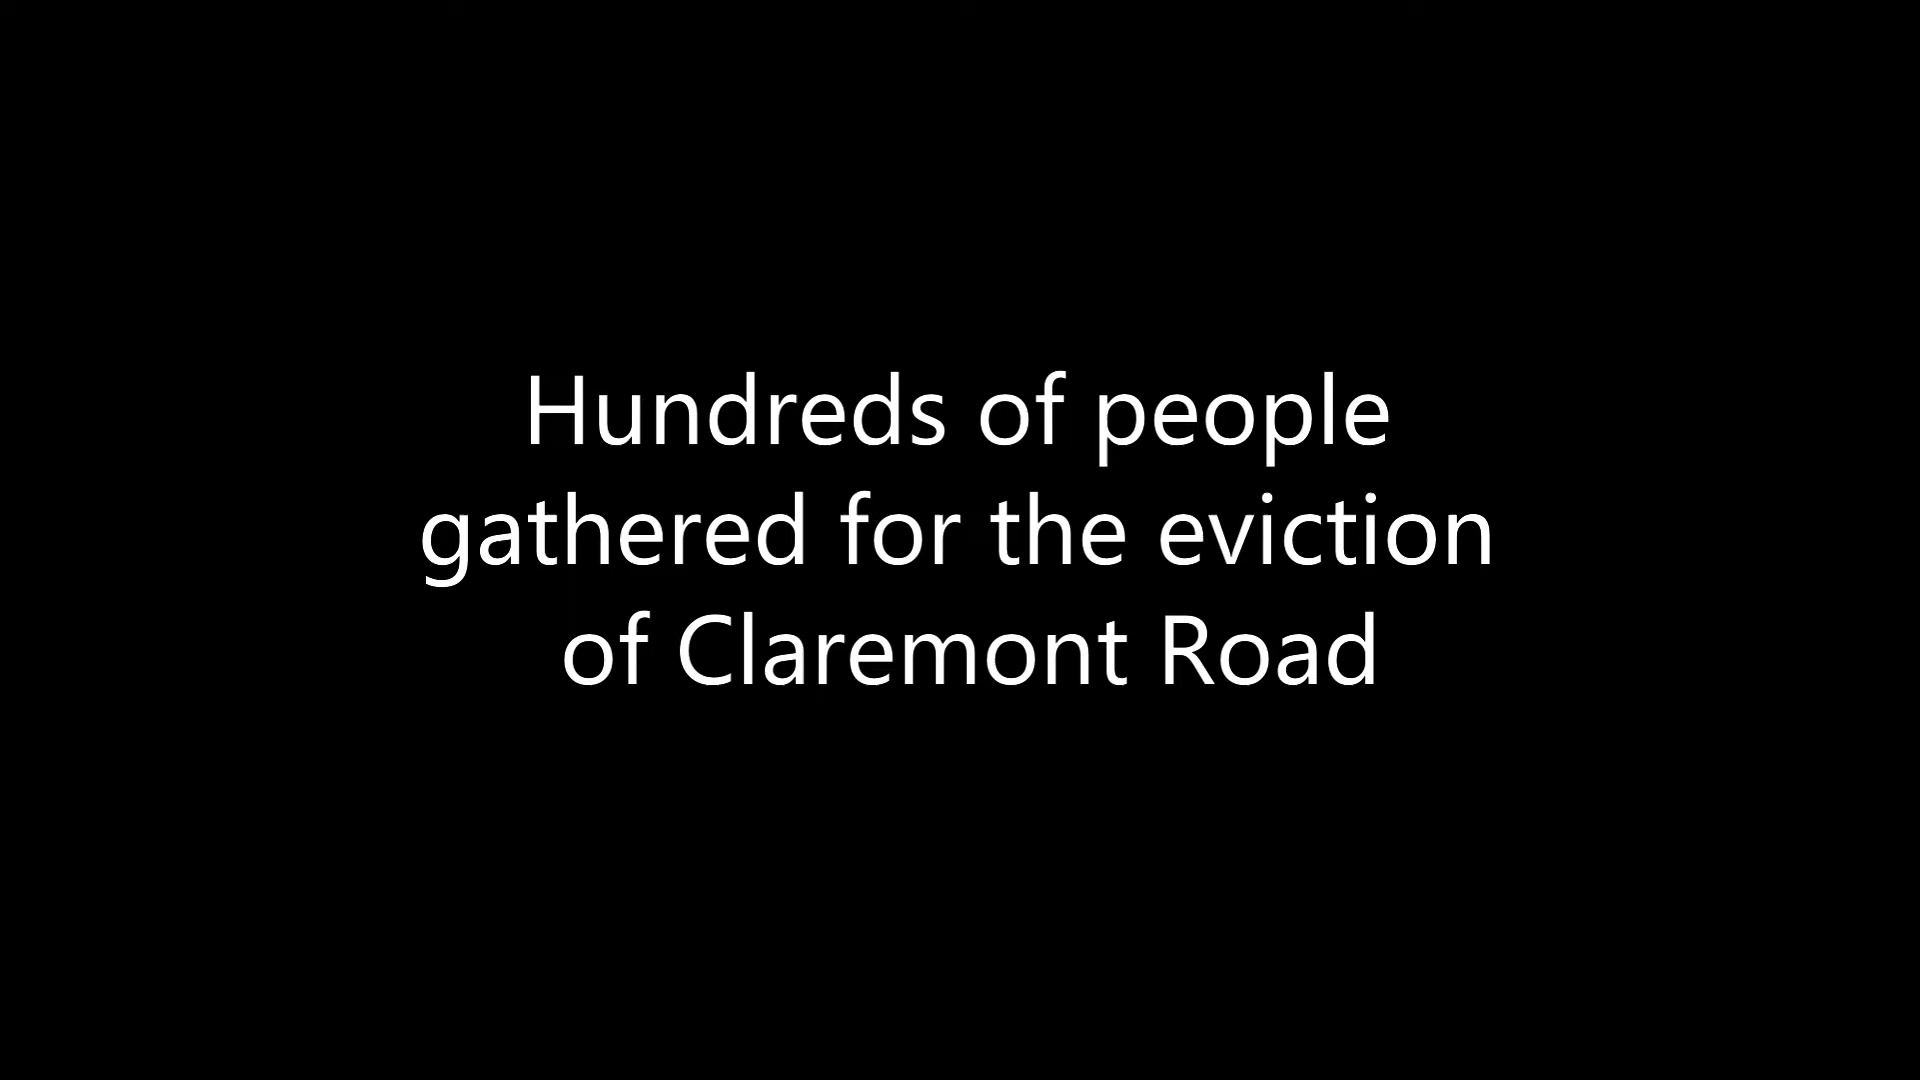 Hundreds of people
gathered for the eviction
of Claremont Road